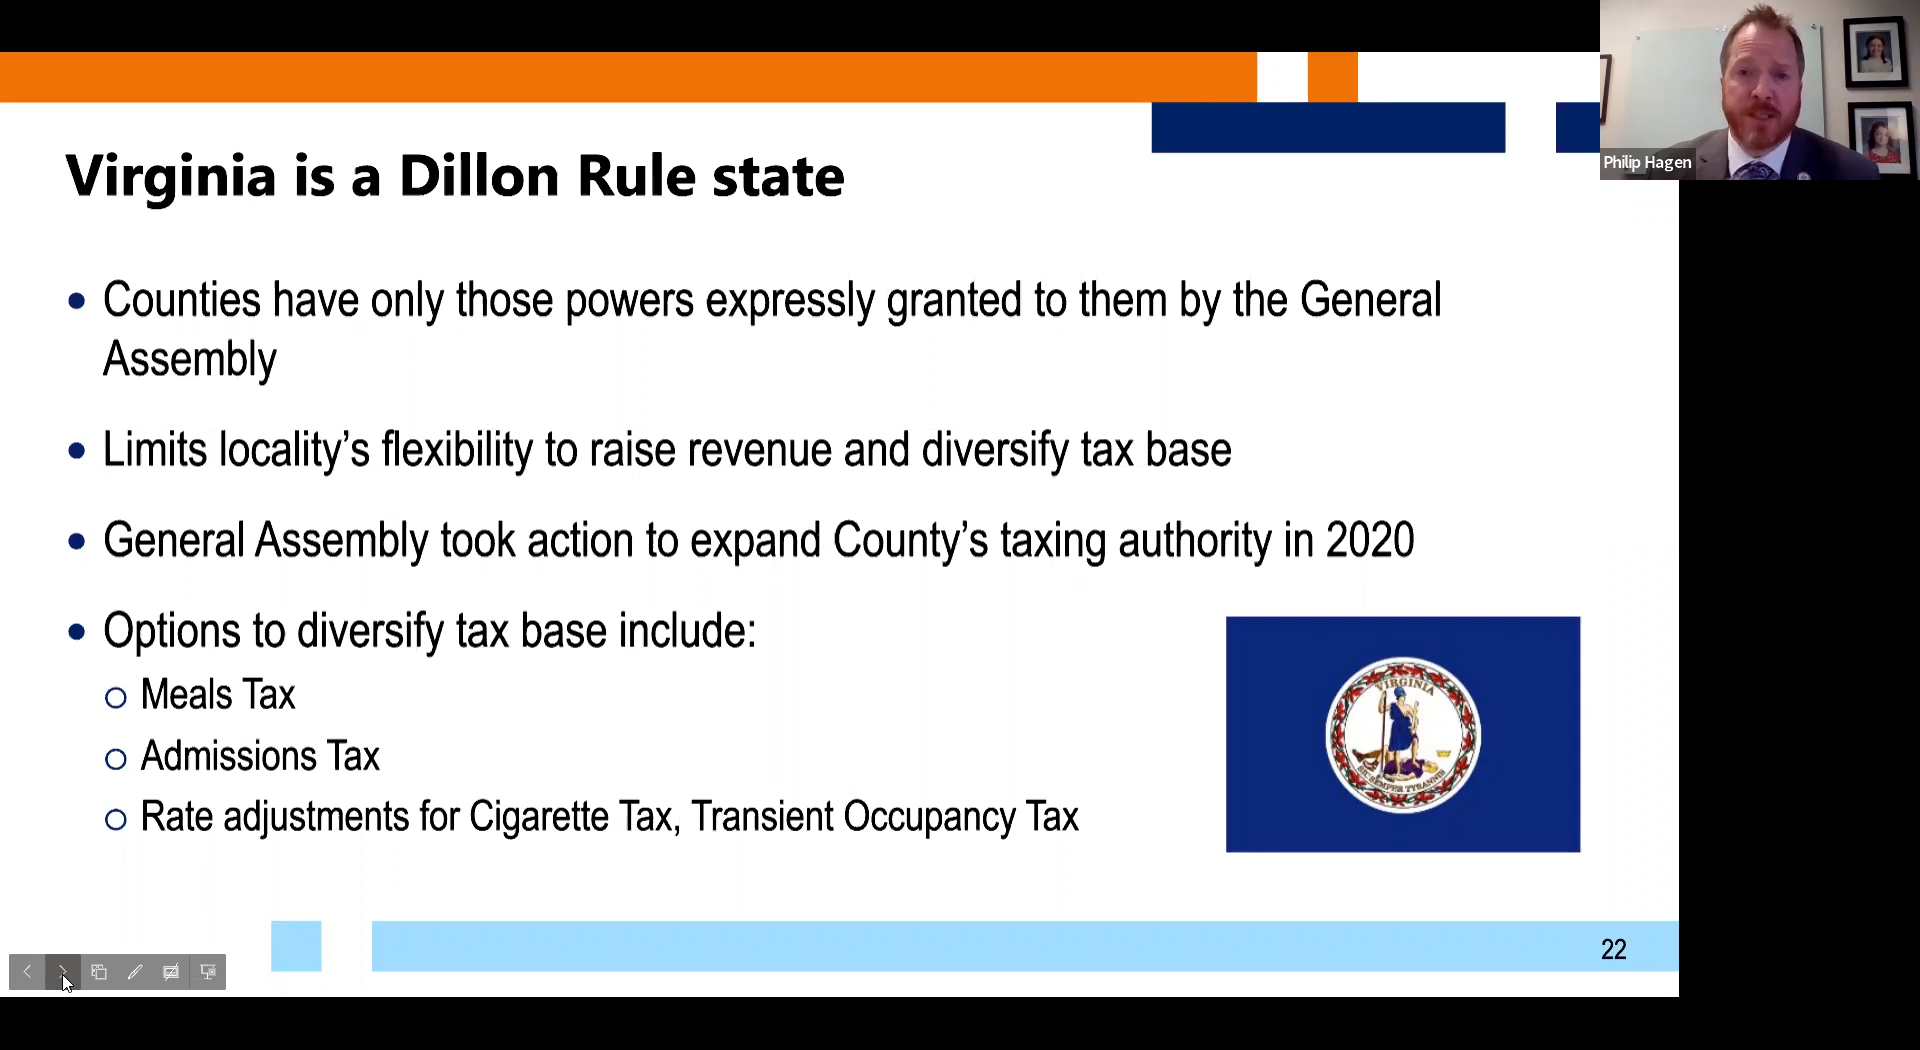 Philip Hagen
Virginia is a Dillon Rule state
Counties have only those powers expressly granted to them by the General
Assembly
Limits locality’s flexibility to raise revenue and diversify tax base
General Assembly took action to expand County’s taxing authority in 2020
Options to diversify tax base include:
Meals Tax
Admissions Tax
Rate adjustments for Cigarette Tax, Transient Occupancy Tax
VIRGINIA
SIC SEMPER TYRANNIS
22